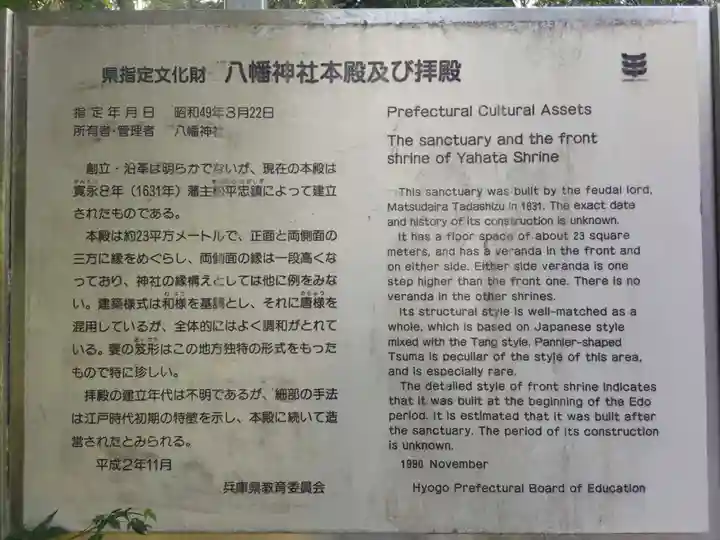 県指定文化財 八幡神社本殿及び拝殿
指定年月日 昭和49年3月22日
所有者・管理者 八幡神社
創立・沿革は明らかでないが、現在の本殿は
寛永8年(1631年)藩主松平忠鎮によって建立
されたものである。
本殿は約23平方メートルで、正面と両側面の
三方に縁をめぐらし、両側面の縁は一段高くな
っており、神社の縁構えとしては他に例をみな
い。建築様式は和様を基調とし、それに唐様を
混用しているが、全体的にはよく調和がとれて
いる。妻の笈形はこの地方独特の形式をもった
もので特に珍しい。
拝殿の建立年代は不明であるが、細部の手法
は江戸時代初期の特徴を示し、本殿に続いて造
営されたとみられる。
平成2年11月
兵庫県教育委員会
Prefectural Cultural Assets
The sanctuary and the front
shrine of Yahata Shrine
This sanctuary was built by the feudal lord,
Matsudaira Tadashizu in 1631. The exact date
and history of its construction is unknown.
It has a floor space of about 23 square
meters, and has a veranda in the front and
on either side. Either side veranda is one
step higher than the front one. There is no
veranda in the other shrines.
Its structural style is well-matched as a
whole, which is based on Japanese style
mixed with the Tang style. Pannier-shaped
Tsuma is peculiar of the style of this area,
and is especially rare.
The detailed style of front shrine indicates
that it was built at the beginning of the Edo
period. It is estimated that it was built after
the sanctuary. The period of its construction
is unknown.
1990 November
Hyogo Prefectural Board of Education